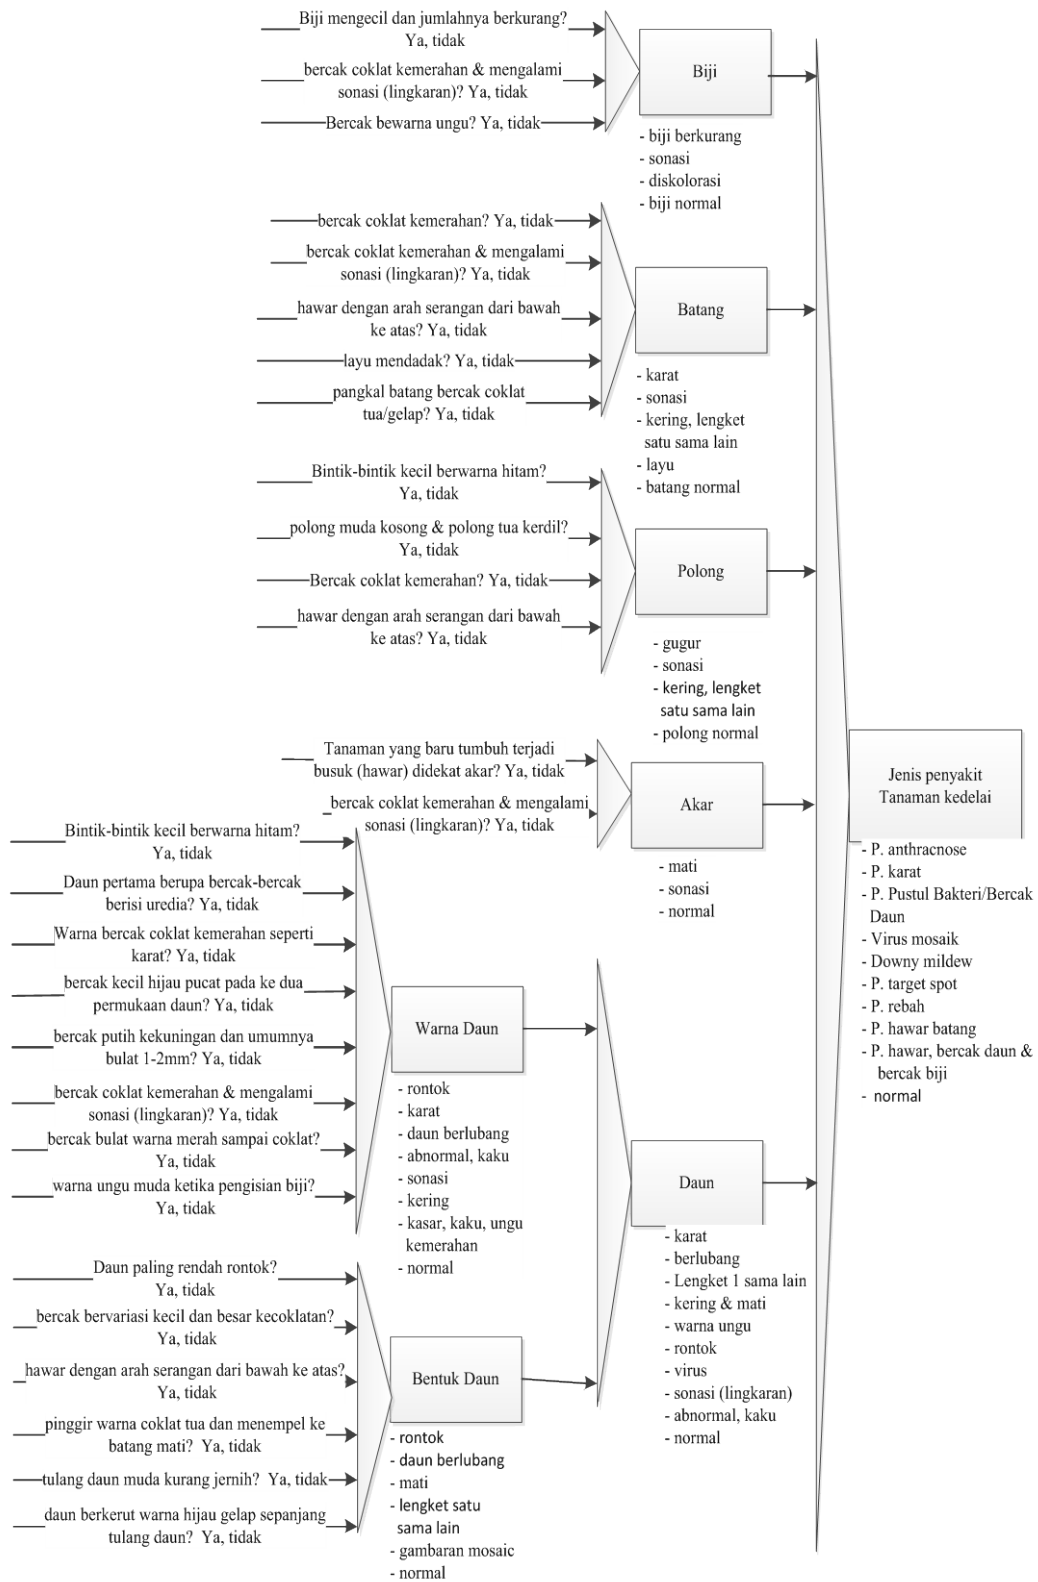 Biji mengecil dan jumlahnya berkurang?
Ya, tidak
bercak coklat kemerahan & mengalami
sonasi (lingkaran)? Ya, tidak
Bercak bewarna ungu? Ya, tidak
Biji
- biji berkurang
- sonasi
- diskolorasi
- biji normal
bercak coklat kemerahan? Ya, tidak
bercak coklat kemerahan & mengalami
sonasi (lingkaran)? Ya, tidak
hawar dengan arah serangan dari bawah
ke atas? Ya, tidak
layu mendadak? Ya, tidak
pangkal batang bercak coklat
tua/gelap? Ya, tidak
Batang
- karat
- sonasi
- kering, lengket
satu sama lain
- layu
- batang normal
Bintik-bintik kecil berwarna hitam?
Ya, tidak
polong muda kosong & polong tua kerdil?
Ya, tidak
Bercak coklat kemerahan? Ya, tidak
hawar dengan arah serangan dari bawah
ke atas? Ya, tidak
Polong
- gugur
- sonasi
- kering, lengket
satu sama lain
- polong normal
Tanaman yang baru tumbuh terjadi
busuk (hawar) didekat akar? Ya, tidak
bercak coklat kemerahan & mengalami
sonasi (lingkaran)? Ya, tidak
Akar
- mati
- sonasi
- normal
Bintik-bintik kecil berwarna hitam?
Ya, tidak
Daun pertama berupa bercak-bercak
berisi uredia? Ya, tidak
Warna bercak coklat kemerahan seperti
karat? Ya, tidak
bercak kecil hijau pucat pada ke dua
permukaan daun? Ya, tidak
bercak putih kekuningan dan umumnya
bulat 1-2mm? Ya, tidak
bercak coklat kemerahan & mengalami
sonasi (lingkaran)? Ya, tidak
bercak bulat warna merah sampai coklat?
Ya, tidak
warna ungu muda ketika pengisian biji?
Ya, tidak
Warna Daun
- rontok
- karat
- daun berlubang
- abnormal, kaku
- sonasi
- kering
- kasar, kaku, ungu
kemerahan
- normal
Daun paling rendah rontok?
Ya, tidak
bercak bervariasi kecil dan besar kecoklatan?
Ya, tidak
hawar dengan arah serangan dari bawah ke atas?
Ya, tidak
pinggir warna coklat tua dan menempel ke
batang mati? Ya, tidak
tulang daun muda kurang jernih? Ya, tidak
daun berkerut warna hijau gelap sepanjang
tulang daun? Ya, tidak
Bentuk Daun
- rontok
- daun berlubang
- mati
- lengket satu
sama lain
- gambaran mosaic
- normal
Daun
- karat
- berlubang
- Lengket 1 sama lain
- kering & mati
- warna ungu
- rontok
- virus
- sonasi (lingkaran)
- abnormal, kaku
- normal
Jenis penyakit
Tanaman kedelai
- P. anthracnose
- P. karat
- P. Pustul Bakteri/Bercak
Daun
- Virus mosaik
- Downy mildew
- P. target spot
- P. rebah
- P. hawar batang
- P. hawar, bercak daun &
bercak biji
- normal